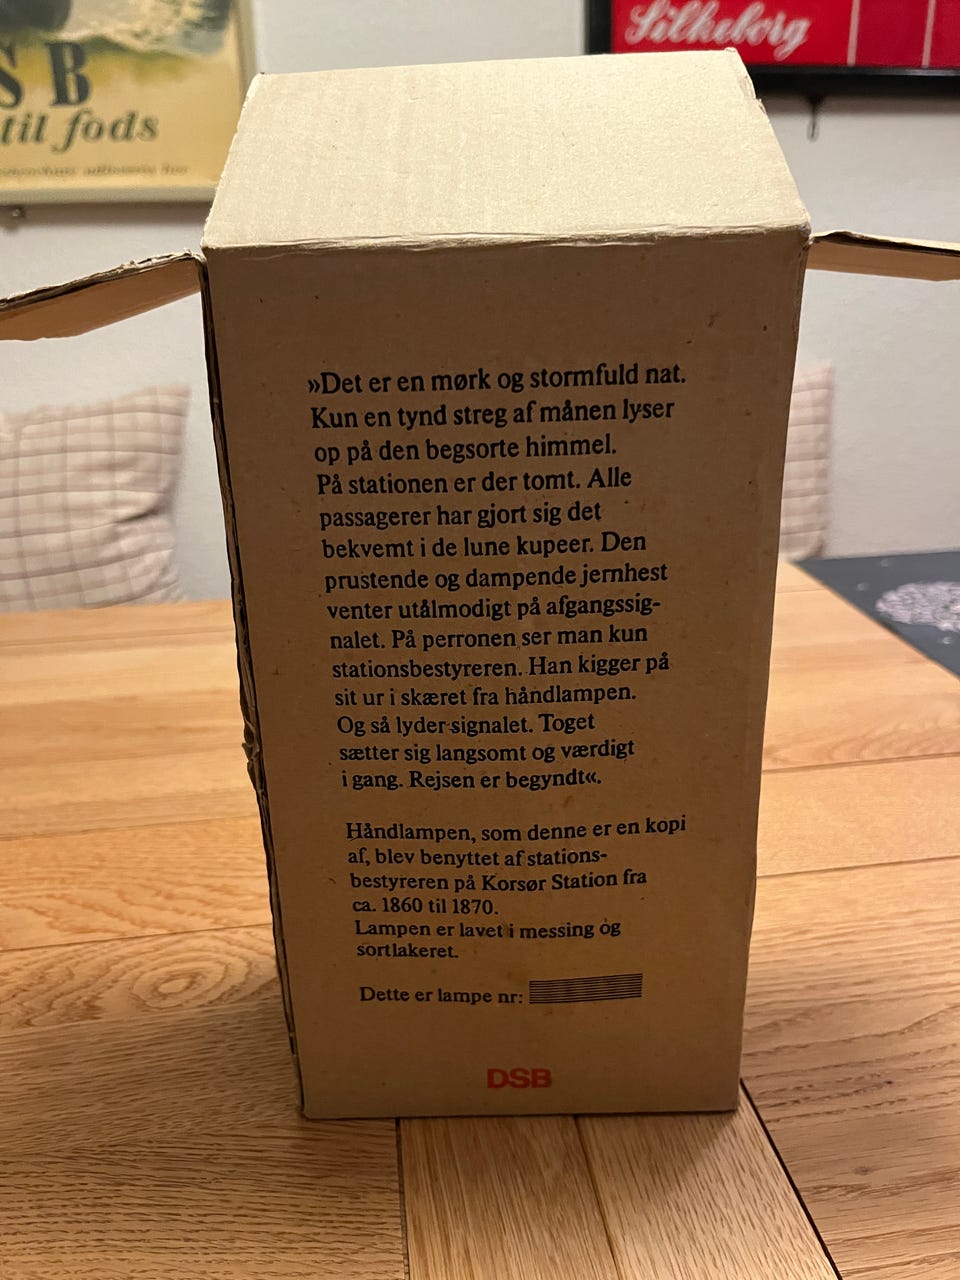 Silkeborg
SB
til fods
»Det er en mørk og stormfuld nat.
Kun en tynd streg af månen lyser
op på den begsorte himmel.
På stationen er der tomt. Alle
passagerer har gjort sig det
bekvemt i de lune kupeer. Den
prustende og dampende jernhest
venter utålmodigt på afgangssig-
nalet. På perronen ser man kun
stationsbestyreren. Han kigger på
sit ur i skæret fra håndlampen.
Og så lyder signalet. Toget
sætter sig langsomt og værdigt
i gang. Rejsen er begyndt«.
Håndlampen, som denne er en kopi
af, blev benyttet af stations-
bestyreren på Korsør Station fra
ca. 1860 til 1870.
Lampen er lavet i messing og
sortlakeret.
Dette er lampe nr:
DSB